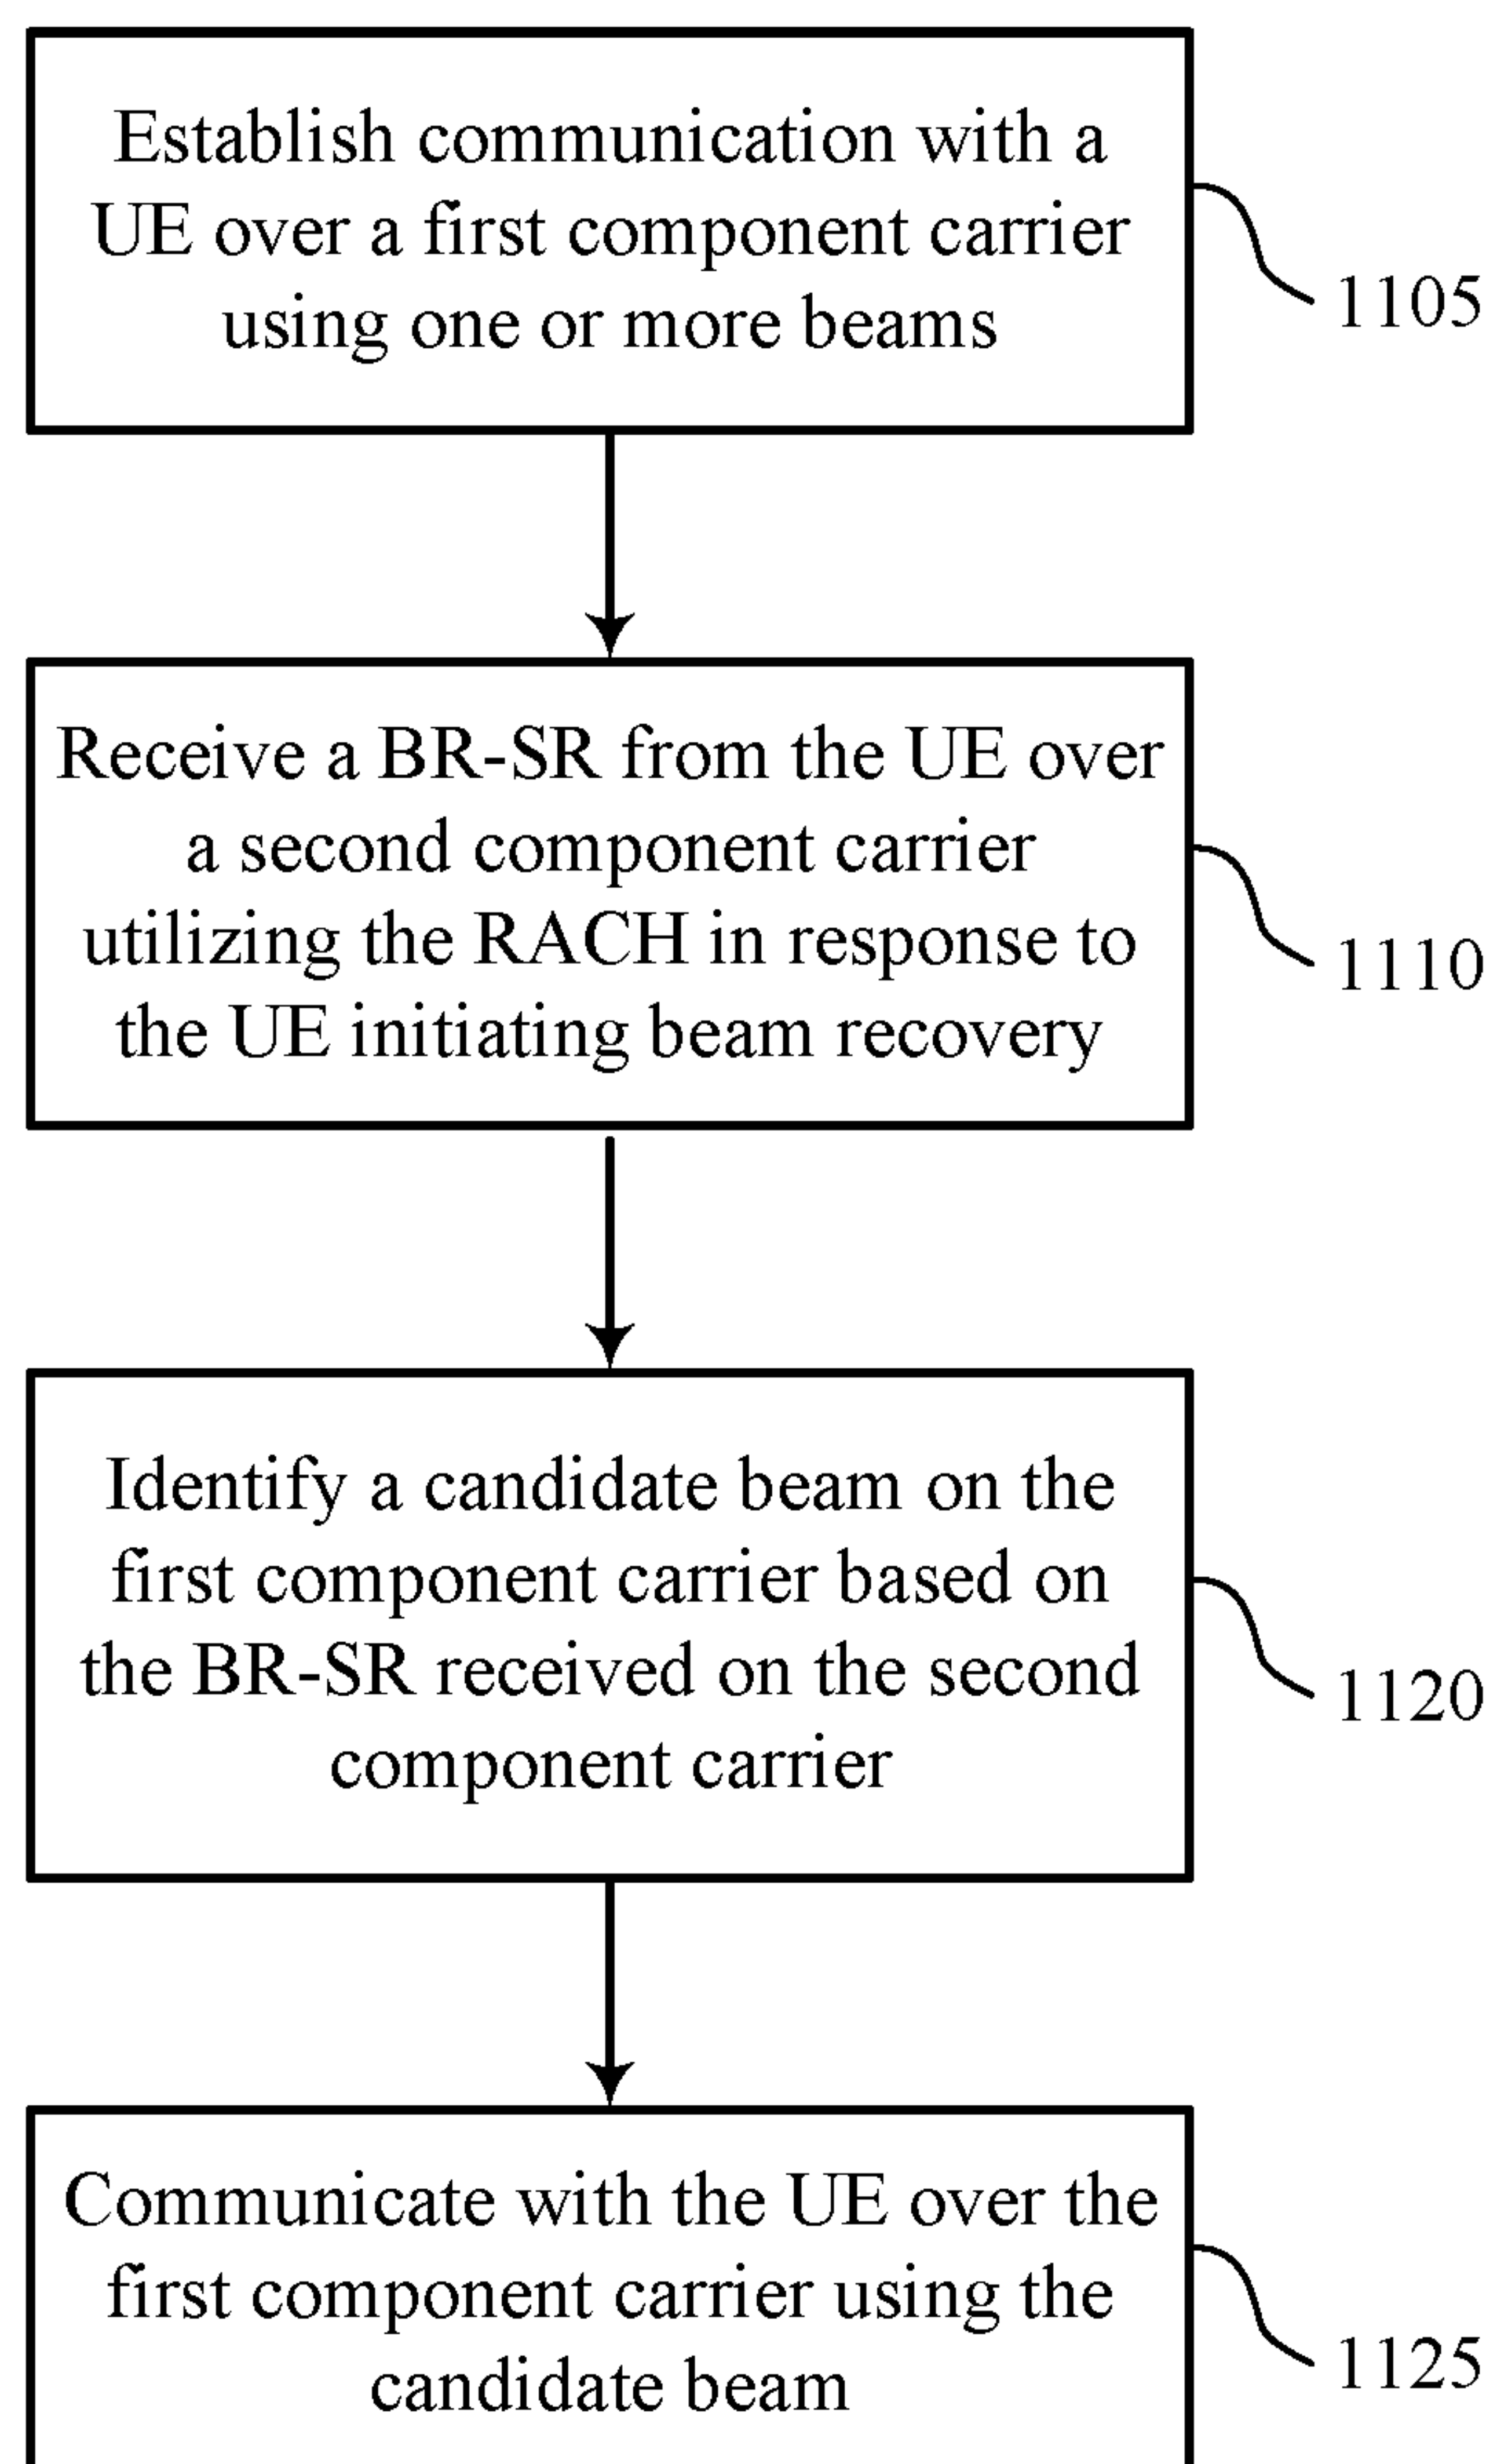 Establish communication with a
UE over a first component carrier
using one or more beams
1105
Receive a BR-SR from the UE over
a second component carrier
utilizing the RACH in response to
the UE initiating beam recovery
1110
Identify a candidate beam on the
first component carrier based on
the BR-SR received on the second
component carrier
1120
Communicate with the UE over the
first component carrier using the
candidate beam
1125